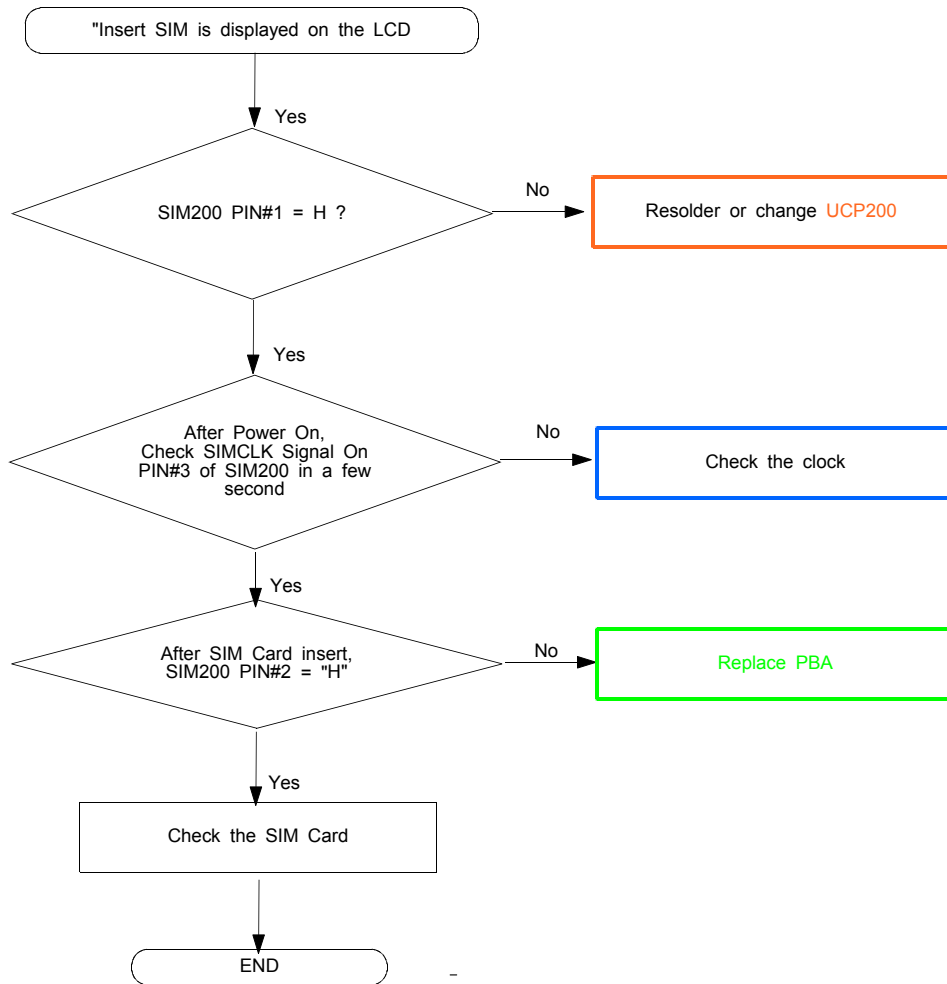 "Insert SIM is displayed on the LCD
Yes
SIM200 PIN#1 = H ?
No
Resolder or change UCP200
Yes
After Power On,
Check SIMCLK Signal On
PIN#3 of SIM200 in a few
second
No
Check the clock
Yes
After SIM Card insert,
SIM200 PIN#2 = "H"
No
Replace PBA
Yes
Check the SIM Card
END